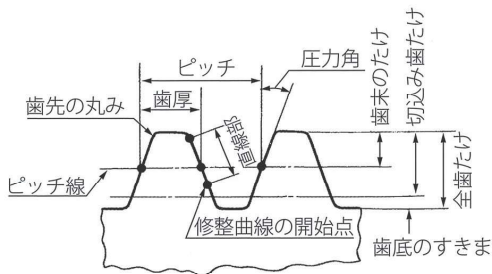 ピッチ
圧力角
歯厚
歯先の丸み
直線部
ピッチ線
修整曲線の開始点
歯末のたけ
切込み歯たけ
全歯たけ
歯底のすきま